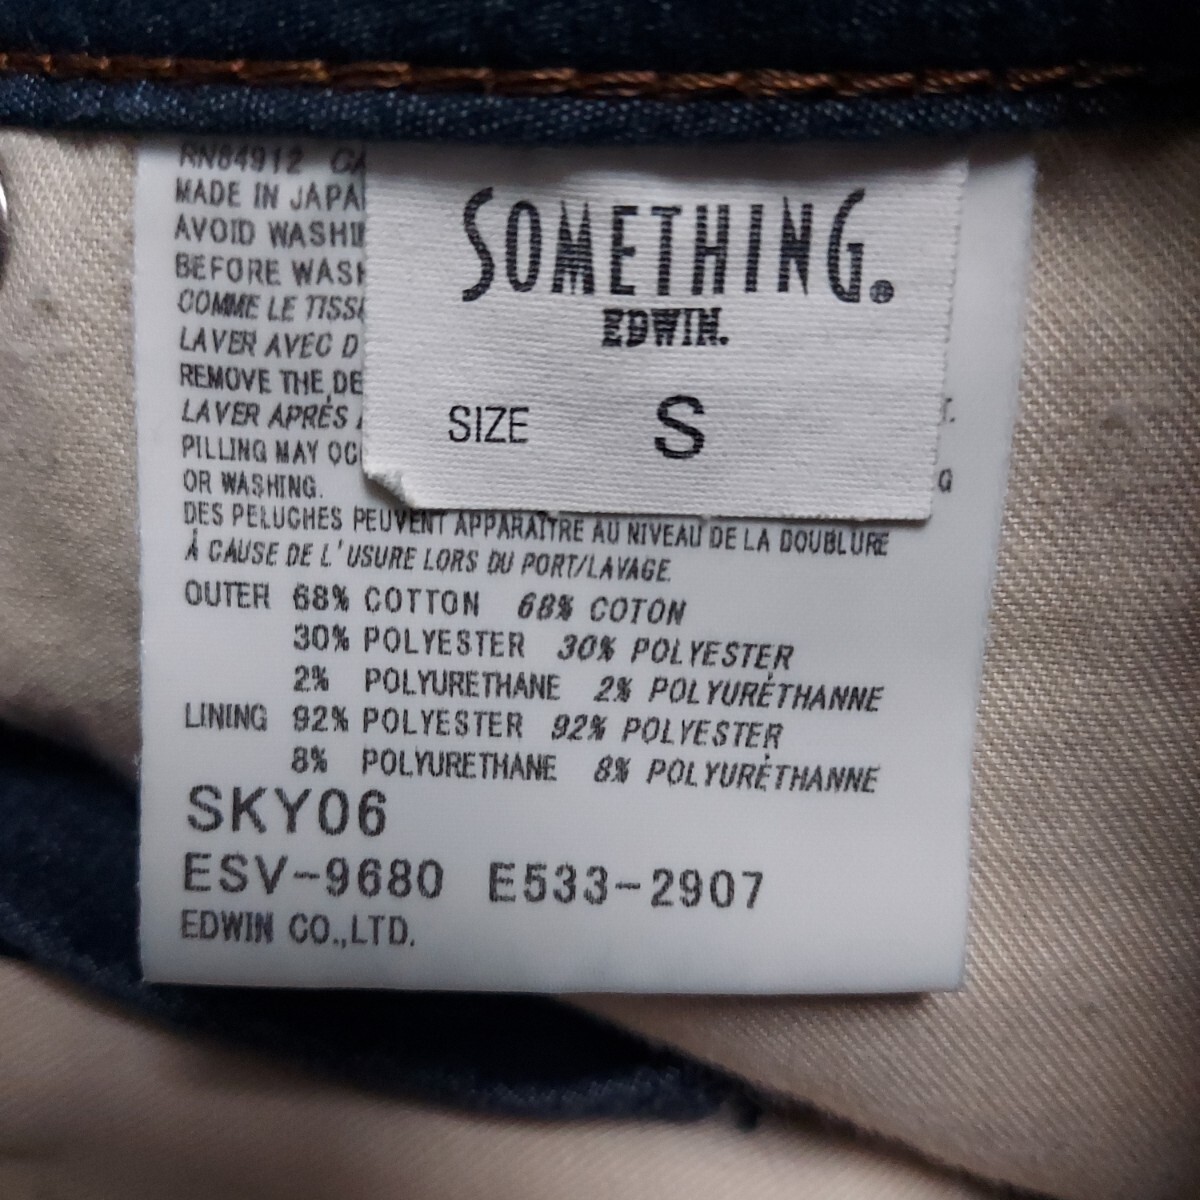 RN84912 CA
MADE IN JAPA
AVOID WASHI
BEFORE WASH
COMME LE TISS
LAVER AVEC D
REMOVE THE DE
LAVER APRÈS
PILLING MAY OC
OR WASHING.
SOMETHING®
EDWIN.
SIZE S
T.
G
DES PELUCHES PEUVENT APPARAÎTRE AU NIVEAU DE LA DOUBLURE
À CAUSE DE L'USURE LORS DU PORT/LAVAGE.
OUTER 68% COTTON 68% COTON
30% POLYESTER 30% POLYESTER
2% POLYURETHANE 2% POLYURÉTHANNE
LINING 92% POLYESTER 92% POLYESTER
8% POLYURETHANE 8% POLYURÉTHANNE
SKY06
ESV-9680 E533-2907
EDWIN CO.,LTD.